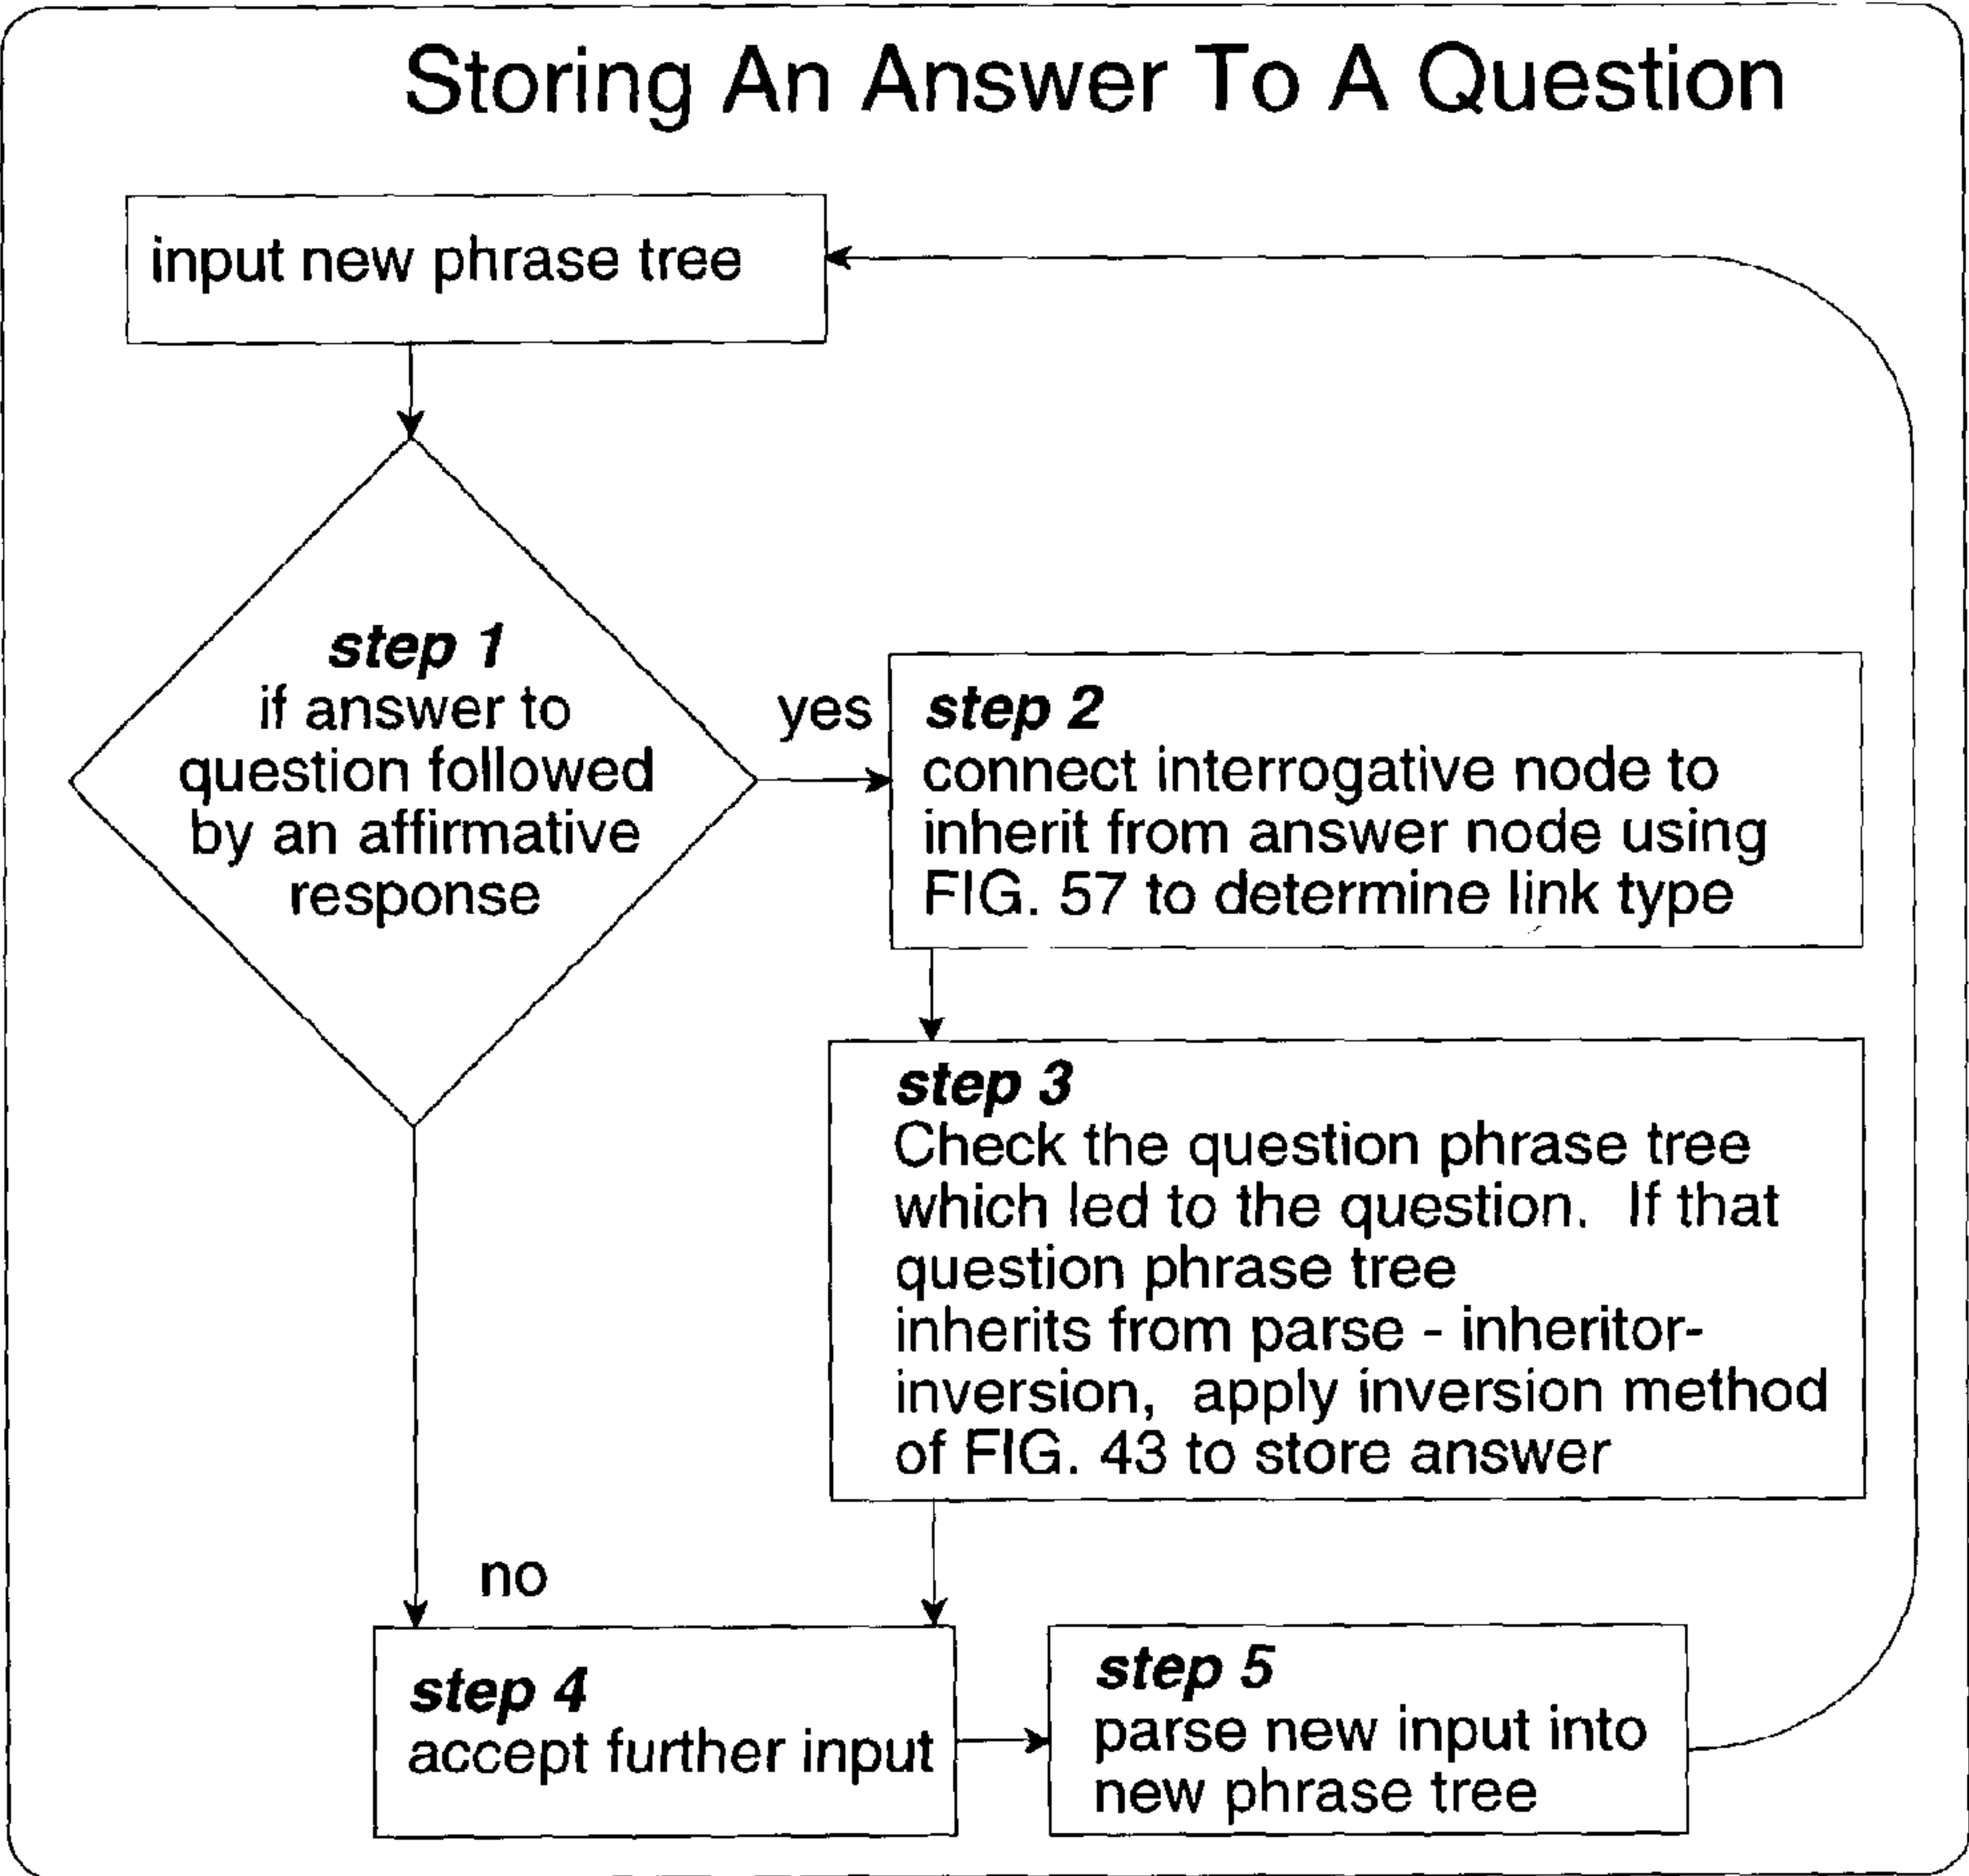 Storing An Answer To A Question
input new phrase tree
step 1
if answer to
question followed
by an affirmative
response
yes
step 2
connect interrogative node to
inherit from answer node using
FIG. 57 to determine link type
step 3
Check the question phrase tree
which led to the question. If that
question phrase tree
inherits from parse - inheritor-
inversion, apply inversion method
of FIG. 43 to store answer
no
step 4
accept further input
step 5
parse new input into
new phrase tree